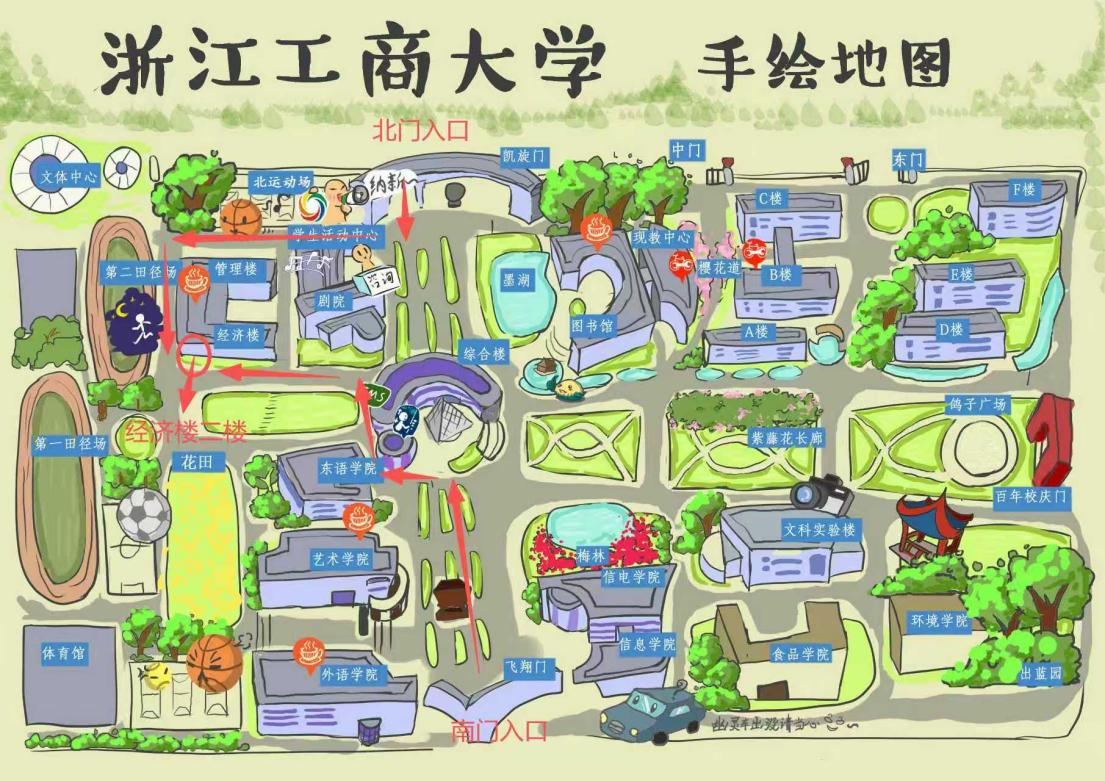 浙江工商大学 手绘地图
北门入口
凯旋门
中门
东门
文体中心
北运动场
纳新~
C楼
F楼
学生活动中心
现教中心
第二田径场
管理楼
咨询
墨湖
樱花道
B楼
E楼
剧院
经济楼
综合楼
图书馆
A楼
D楼
鸽子广场
第一田径场
经济楼二楼
紫藤花长廊
花田
东语学院
百年校庆门
文科实验楼
艺术学院
梅林
信电学院
环境学院
体育馆
信息学院
食品学院
外语学院
飞翔门
出蓝园
南门入口